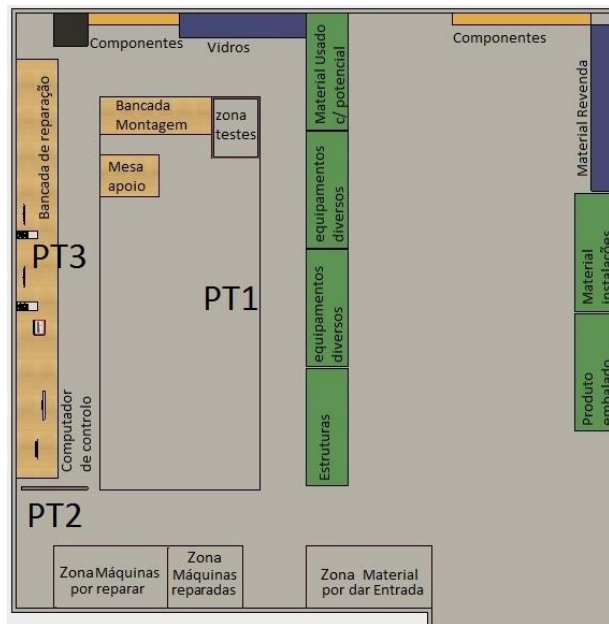 Componentes
Vidros
Material Usado
c/ potencial
Componentes
Material Revenda
Bancada de reparação
Bancada
Montagem
zona
testes
Mesa
apoio
equipamentos
diversos
PT3
PT1
Material
instalações
equipamentos
diversos
Produto
embalado
Computador
de controlo
Estruturas
PT2
Zona Máquinas
por reparar
Zona
Máquinas
reparadas
Zona Material
por dar Entrada